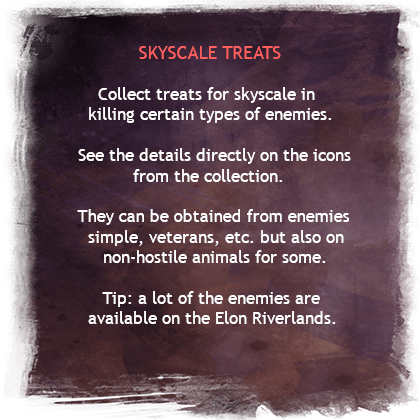 SKYSCALE TREATS
Collect treats for skyscale in
killing certain types of enemies.
See the details directly on the icons
from the collection.
They can be obtained from enemies
simple, veterans, etc. but also on
non-hostile animals for some.
Tip: a lot of the enemies are
available on the Elon Riverlands.